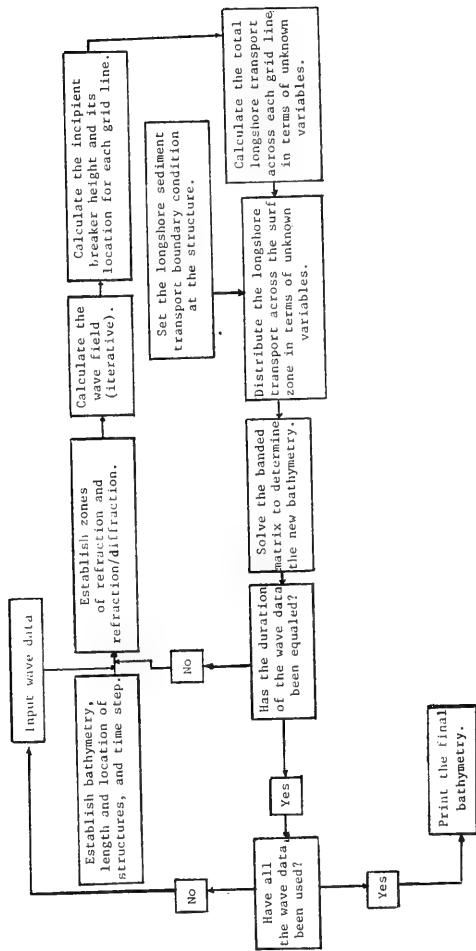 Input wave data
Establish bathymetry,
length and location of
structures, and time step.
Establish zones
of refraction and
refraction/diffraction.
Calculate the
wave field
(iterative).
Calculate the incipient
breaker height and its
location for each grid line.
Set the longshore sediment
transport boundary condition
at the structure.
Calculate the total
longshore transport
across each grid line
in terms of unknown
variables.
Distribute the longshore
transport across the surf
zone in terms of unknown
variables.
Solve the banded
matrix to determine
the new bathymetry.
Has the duration
of the wave data
been equaled?
No
Yes
Have all
the wave data
been used?
No
Yes
Print the final
bathymetry.